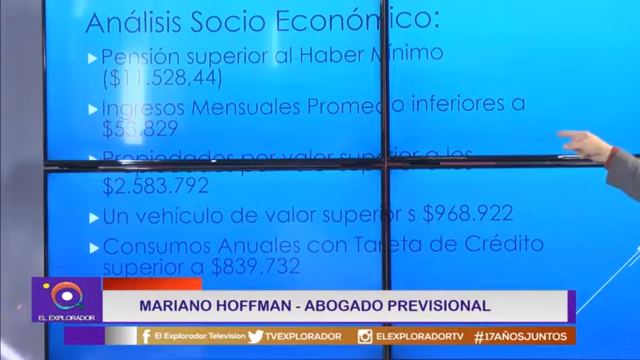 Análisis Socio Económico:
Pensión superior al Haber Mínimo
($11.528,44)
Ingresos Mensuales Promedio inferiores a
$53.829
Propiedades por valor superior a los
$2.583.792
Un vehículo de valor superior s $968.922
Consumos Anuales con Tarjeta de Crédito
superior a $839.732
MARIANO HOFFMAN - ABOGADO PREVISIONAL
EL EXPLORADOR
El Explorador Television TVEXPLORADOR ELEXPLORADORTV #17AÑOSJUNTOS